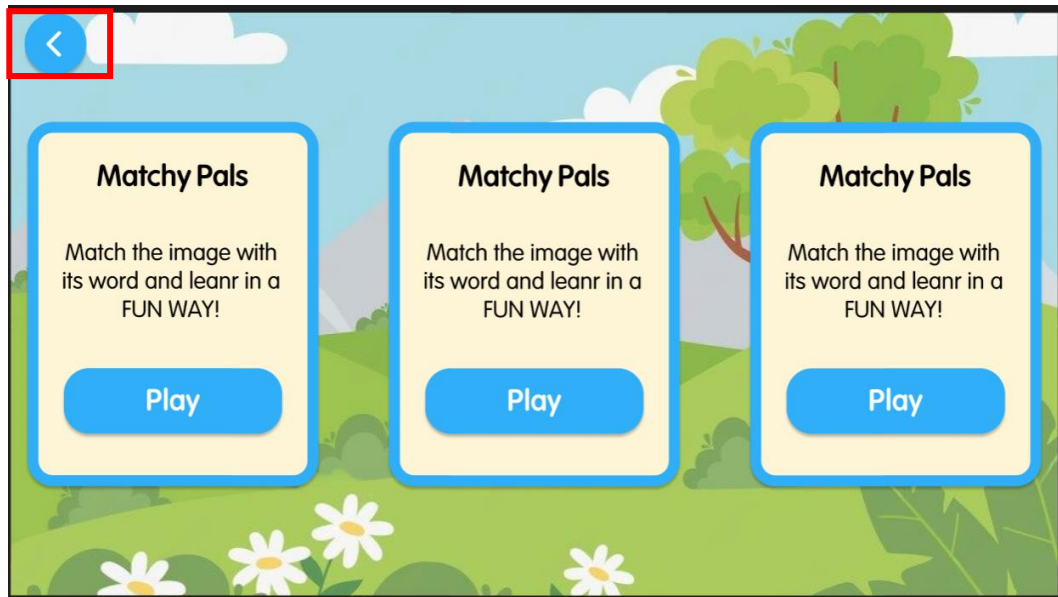 Matchy Pals
Match the image with
its word and leanr in a
FUN WAY!
Play
Matchy Pals
Match the image with
its word and leanr in a
FUN WAY!
Play
Matchy Pals
Match the image with
its word and leanr in a
FUN WAY!
Play